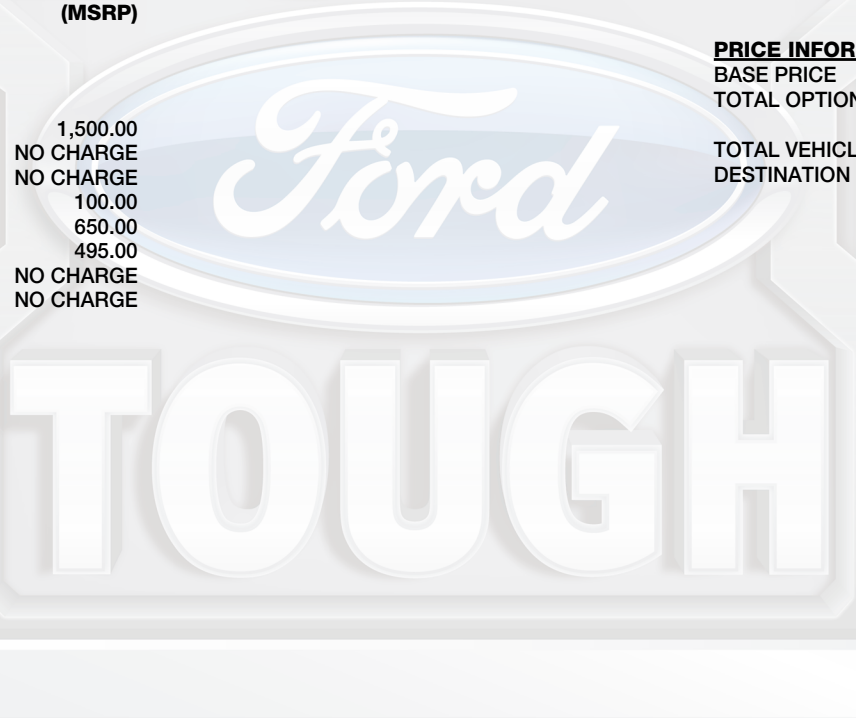 (MSRP)
1,500.00
NO CHARGE
NO CHARGE
100.00
650.00
495.00
NO CHARGE
NO CHARGE
PRICE INFOR
BASE PRICE
TOTAL OPTION
TOTAL VEHICL
DESTINATION
Ford
TOUGH